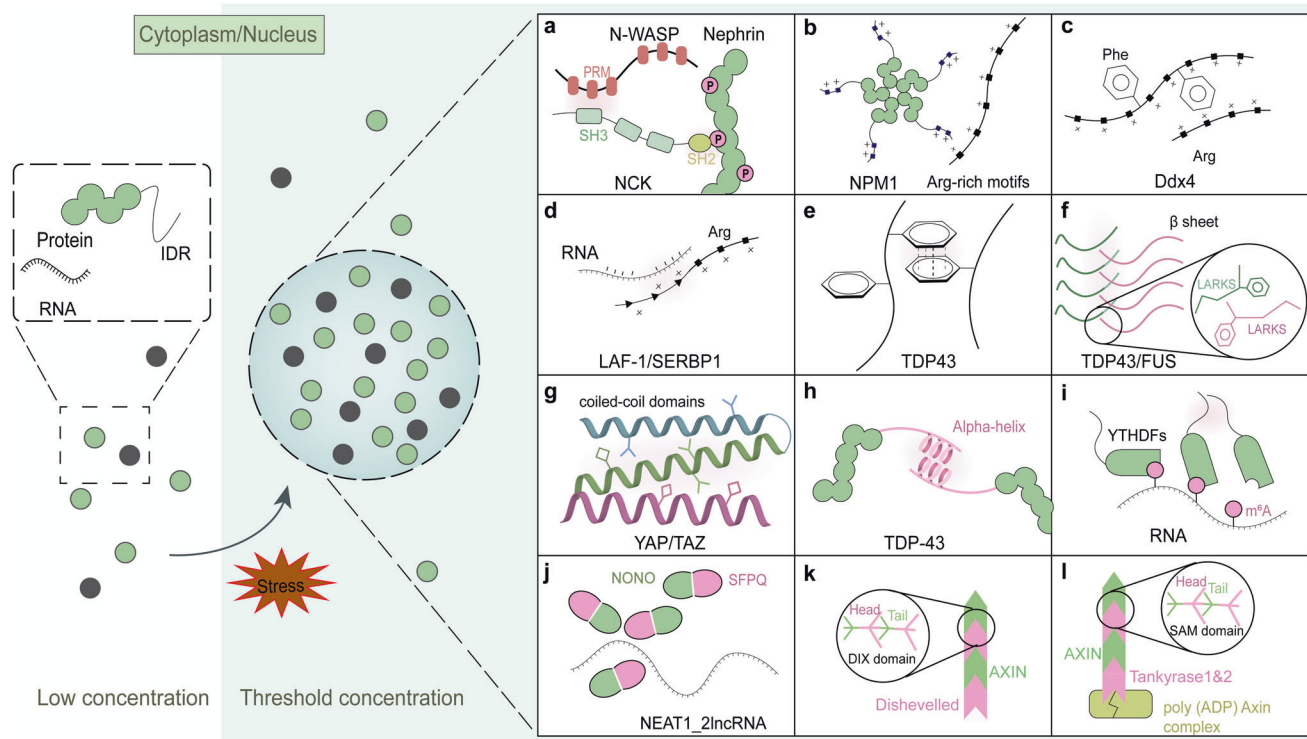 Cytoplasm/Nucleus
Protein
IDR
RNA
Stress
Low concentration
Threshold concentration
a
N-WASP
Nephrin
PRM
P
SH3
P
SH2
P
NCK
b
+
+
+
+
+
+
+
+
+
+
NPM1
Arg-rich motifs
c
Phe
Arg
Ddx4
d
RNA
Arg
LAF-1/SERBP1
e
TDP43
f
β sheet
LARKS
LARKS
TDP43/FUS
g
coiled-coil domains
YAP/TAZ
h
Alpha-helix
TDP-43
i
YTHDFs
m⁶A
RNA
j
NONO
SFPQ
NEAT1_2lncRNA
k
Head
Tail
DIX domain
AXIN
Dishevelled
l
Head
Tail
SAM domain
AXIN
Tankyrase1&2
poly (ADP) Axin
complex